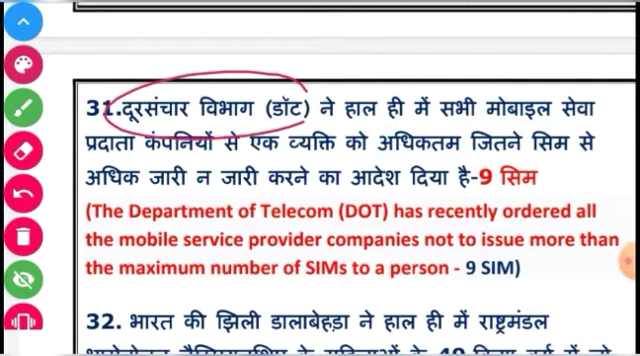 31.दूरसंचार विभाग (डॉट) ने हाल ही में सभी मोबाइल सेवा
प्रदाता कंपनियों से एक व्यक्ति को अधिकतम जितने सिम से
अधिक जारी न जारी करने का आदेश दिया है-9 सिम
(The Department of Telecom (DOT) has recently ordered all
the mobile service provider companies not to issue more than
the maximum number of SIMs to a person - 9 SIM)
32. भारत की झिली डालाबेहड़ा ने हाल ही में राष्ट्रमंडल